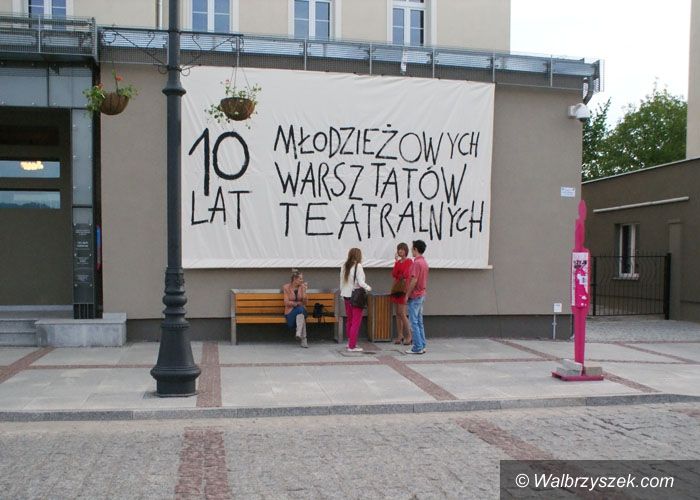 10 LAT
MŁODZIEŻOWYCH
WARSZTATÓW
TEATRALNYCH
© Walbrzyszek.com